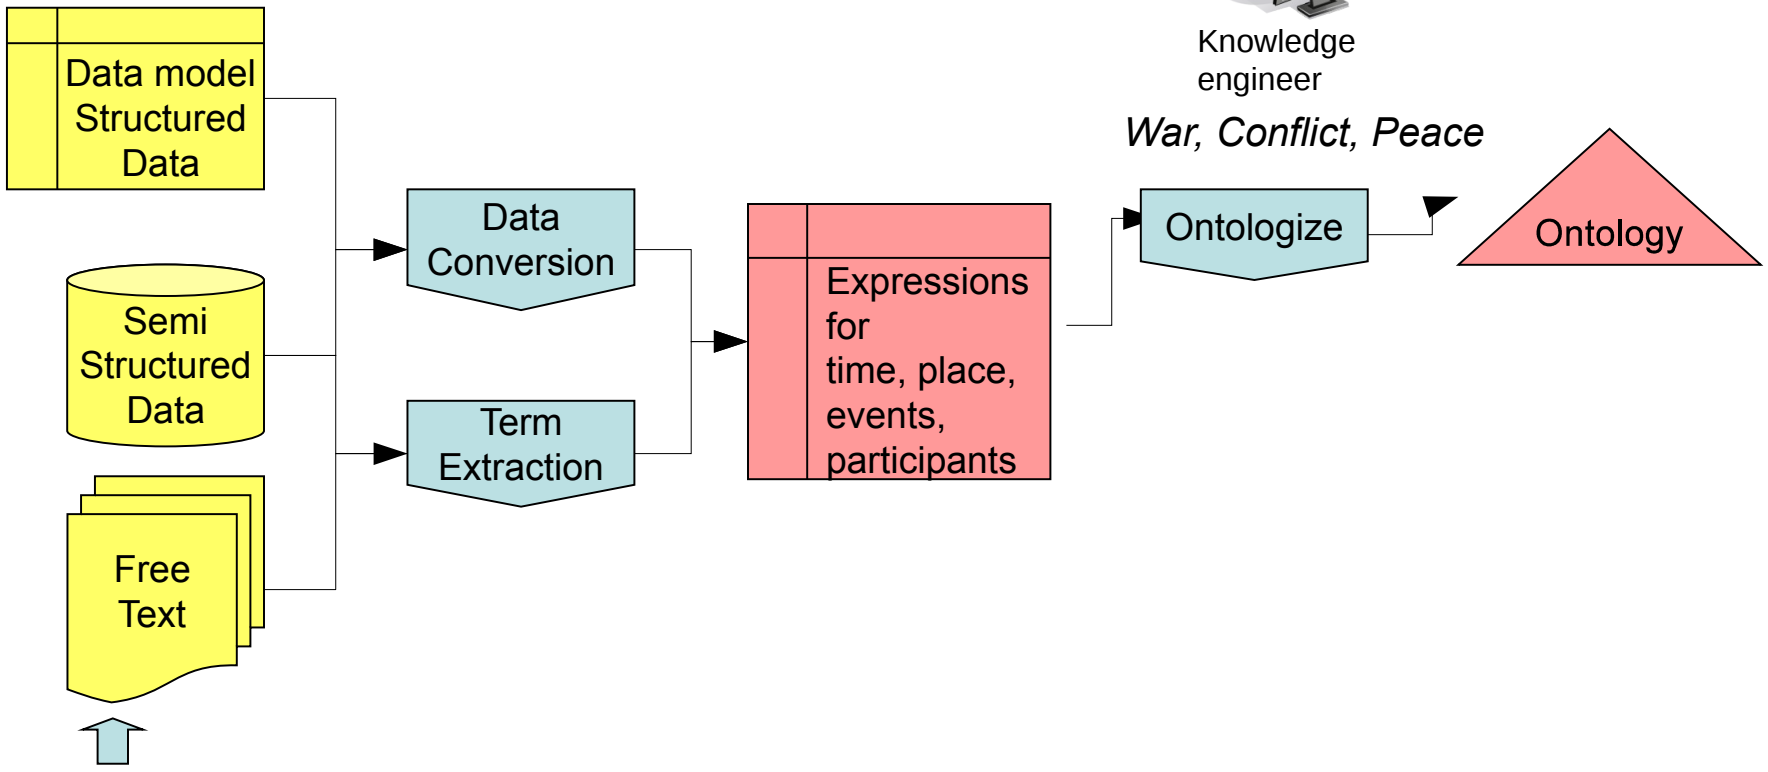 Data model
Structured
Data
Semi
Structured
Data
Free
Text
Data
Conversion
Term
Extraction
Expressions
for
time, place,
events,
participants
Knowledge
engineer
War, Conflict, Peace
Ontologize
Ontology